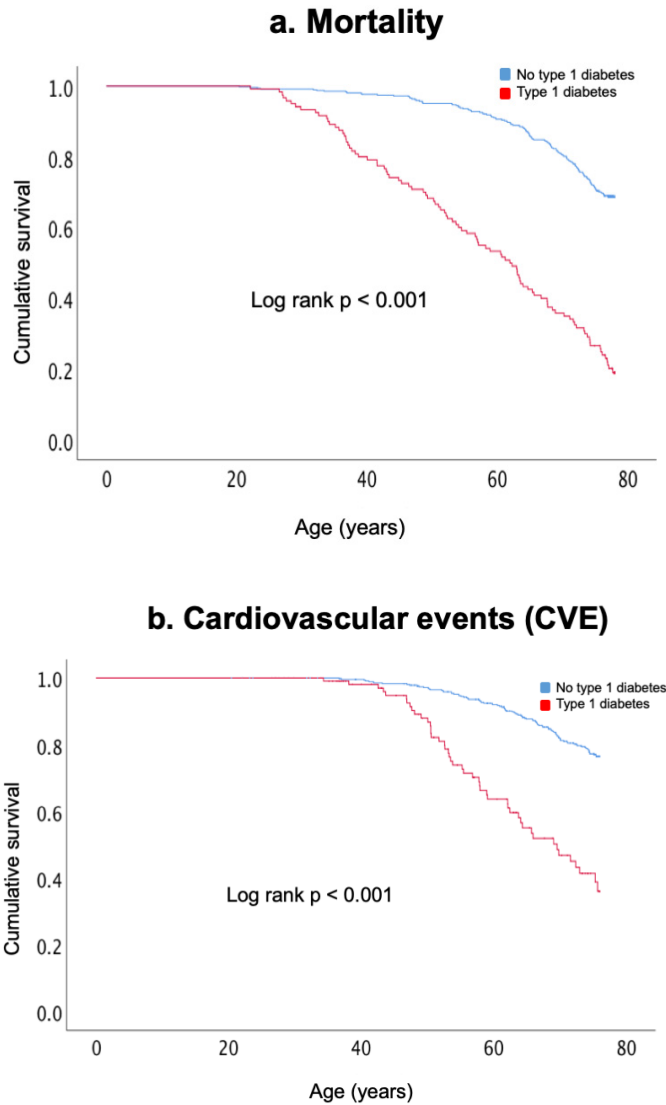 a. Mortality
No type 1 diabetes
Type 1 diabetes
1.0
0.8
0.6
0.4
0.2
0.0
Cumulative survival
Log rank p < 0.001
0 20 40 60 80
Age (years)
b. Cardiovascular events (CVE)
No type 1 diabetes
Type 1 diabetes
1.0
0.8
0.6
0.4
0.2
0.0
Cumulative survival
Log rank p < 0.001
0 20 40 60 80
Age (years)